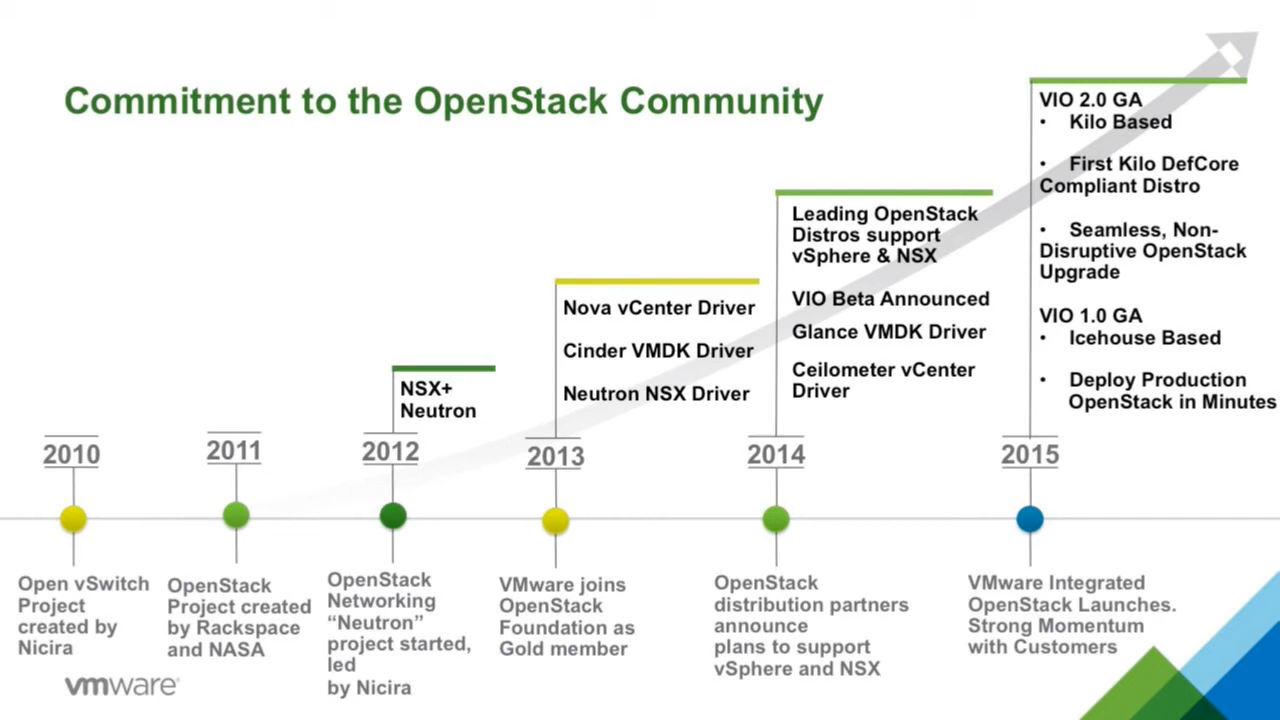 Commitment to the OpenStack Community
2010
Open vSwitch
Project
created by
Nicira
2011
OpenStack
Project created
by Rackspace
and NASA
NSX+
Neutron
2012
OpenStack
Networking
“Neutron”
project started,
led
by Nicira
Nova vCenter Driver
Cinder VMDK Driver
Neutron NSX Driver
2013
VMware joins
OpenStack
Foundation as
Gold member
Leading OpenStack
Distros support
vSphere & NSX
VIO Beta Announced
Glance VMDK Driver
Ceilometer vCenter
Driver
2014
OpenStack
distribution partners
announce
plans to support
vSphere and NSX
VIO 2.0 GA
• Kilo Based
• First Kilo DefCore
Compliant Distro
• Seamless, Non-
Disruptive OpenStack
Upgrade
VIO 1.0 GA
• Icehouse Based
• Deploy Production
OpenStack in Minutes
2015
VMware Integrated
OpenStack Launches.
Strong Momentum
with Customers
vmware®